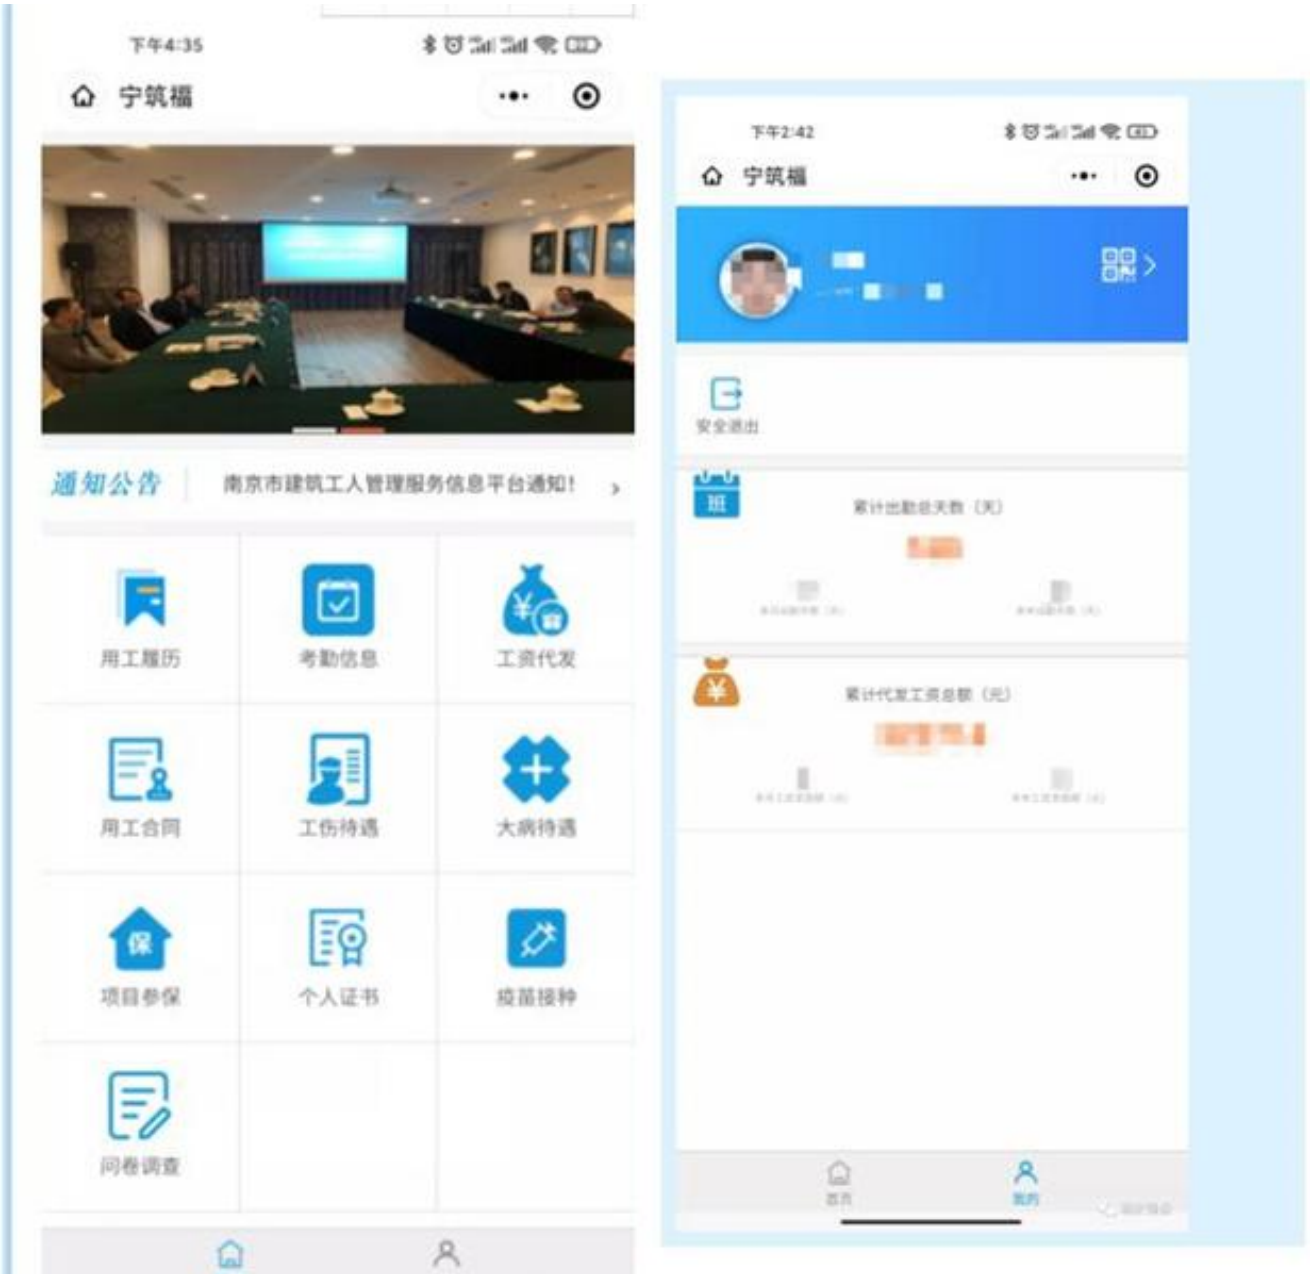 下午4:35
宁筑福
通知公告
南京市建筑工人管理服务信息平台通知!
用工履历
考勤信息
工资代发
用工合同
工伤待遇
大病待遇
保
项目参保
个人证书
疫苗接种
问卷调查
下午2:42
宁筑福
安全退出
班
累计出勤总天数（天）
累计代发工资总额（元）
首页
我的